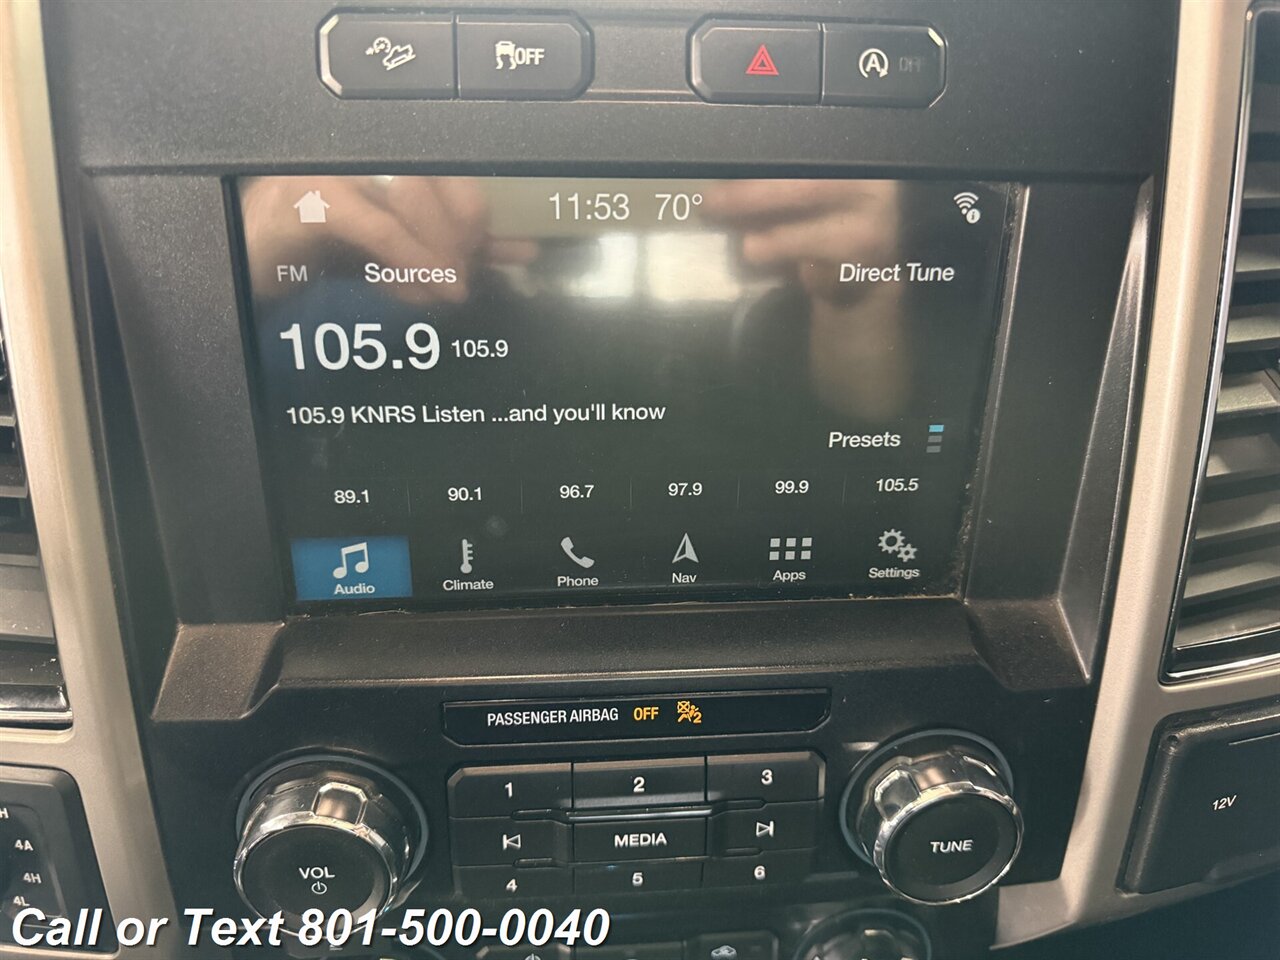 OFF
A OFF
11:53 70°
FM Sources Direct Tune
105.9 105.9
105.9 KNRS Listen ...and you'll know
Presets
89.1 90.1 96.7 97.9 99.9 105.5
Audio Climate Phone Nav Apps Settings
PASSENGER AIRBAG OFF 2
1 2 3
MEDIA
4 5 6
VOL
TUNE
12V
H
4A
4H
4L
Call or Text 801-500-0040